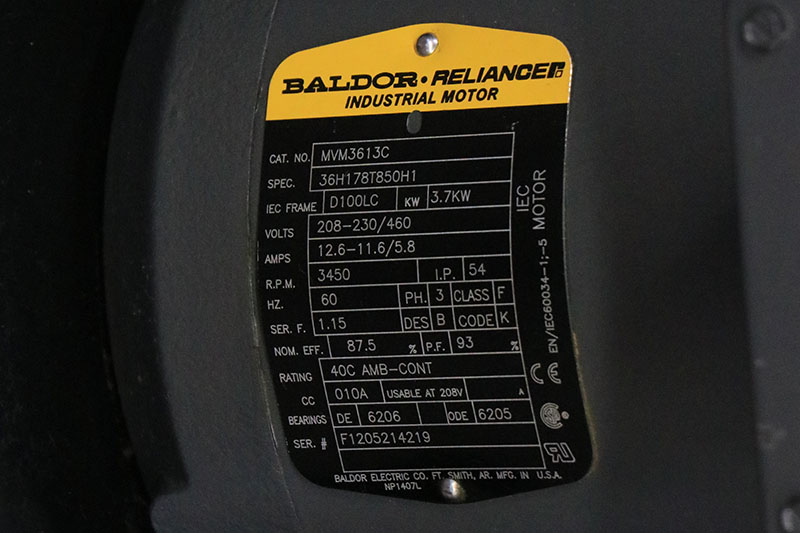 BALDOR • RELIANCE
INDUSTRIAL MOTOR
CAT. NO. MVM3613C
SPEC. 36H178T850H1
IEC FRAME D100LC KW 3.7KW
VOLTS 208-230/460
AMPS 12.6-11.6/5.8
R.P.M. 3450 I.P. 54
HZ. 60 PH. 3 CLASS F
SER. F. 1.15 DES B CODE K
NOM. EFF. 87.5 % P.F. 93 %
RATING 40C AMB-CONT
CC 010A USABLE AT 208V A
BEARINGS DE 6206 ODE 6205
SER. # F1205214219
BALDOR ELECTRIC CO. FT. SMITH, AR. MFG. IN U.S.A.
NP1407L
IEC
MOTOR
EN/IEC60034-1;-5
CE